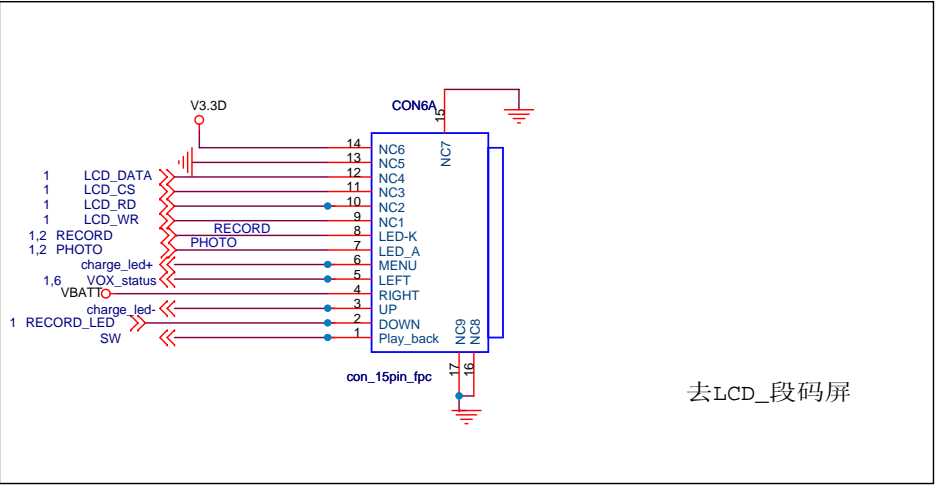 V3.3D
CON6A
15
NC7
14 NC6
13 NC5
1 LCD_DATA 12 NC4
1 LCD_CS 11 NC3
1 LCD_RD 10 NC2
1 LCD_WR 9 NC1
1,2 RECORD RECORD 8 LED-K
1,2 PHOTO PHOTO 7 LED_A
charge_led+ 6 MENU
1,6 VOX_status 5 LEFT
VBATT 4 RIGHT
charge_led- 3 UP
1 RECORD_LED 2 DOWN
SW 1 Play_back
NC9 NC8
17 16
con_15pin_fpc
去LCD_段码屏